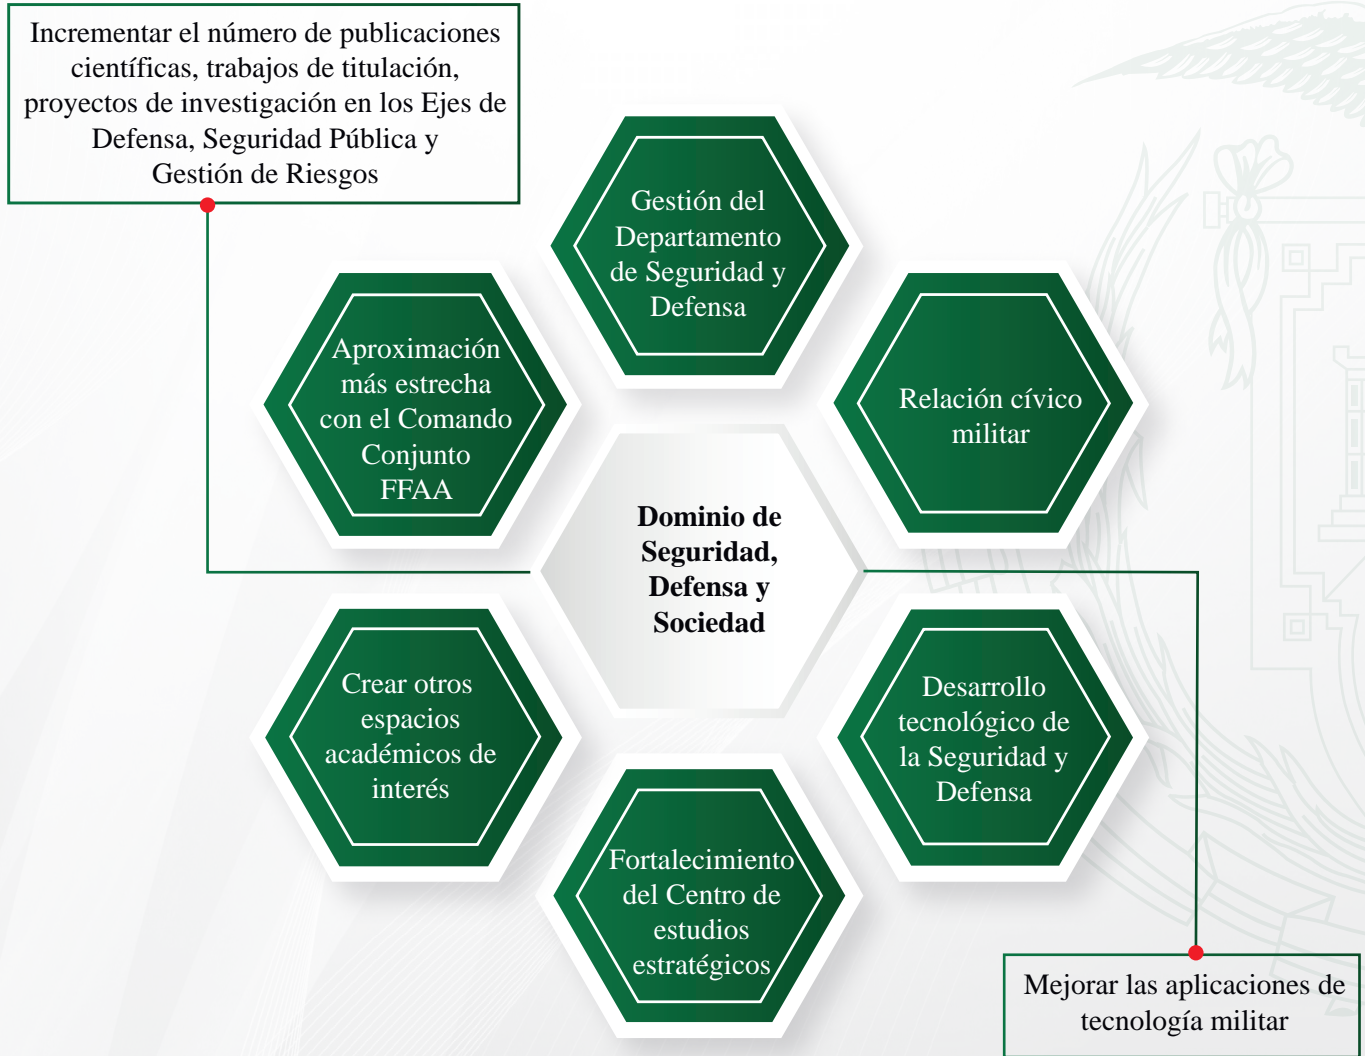 Incrementar el número de publicaciones
científicas, trabajos de titulación,
proyectos de investigación en los Ejes de
Defensa, Seguridad Pública y
Gestión de Riesgos
Gestión del
Departamento
de Seguridad y
Defensa
Aproximación
más estrecha
con el Comando
Conjunto
FFAA
Relación cívico
militar
Dominio de
Seguridad,
Defensa y
Sociedad
Crear otros
espacios
académicos de
interés
Desarrollo
tecnológico de
la Seguridad y
Defensa
Fortalecimiento
del Centro de
estudios
estratégicos
Mejorar las aplicaciones de
tecnología militar